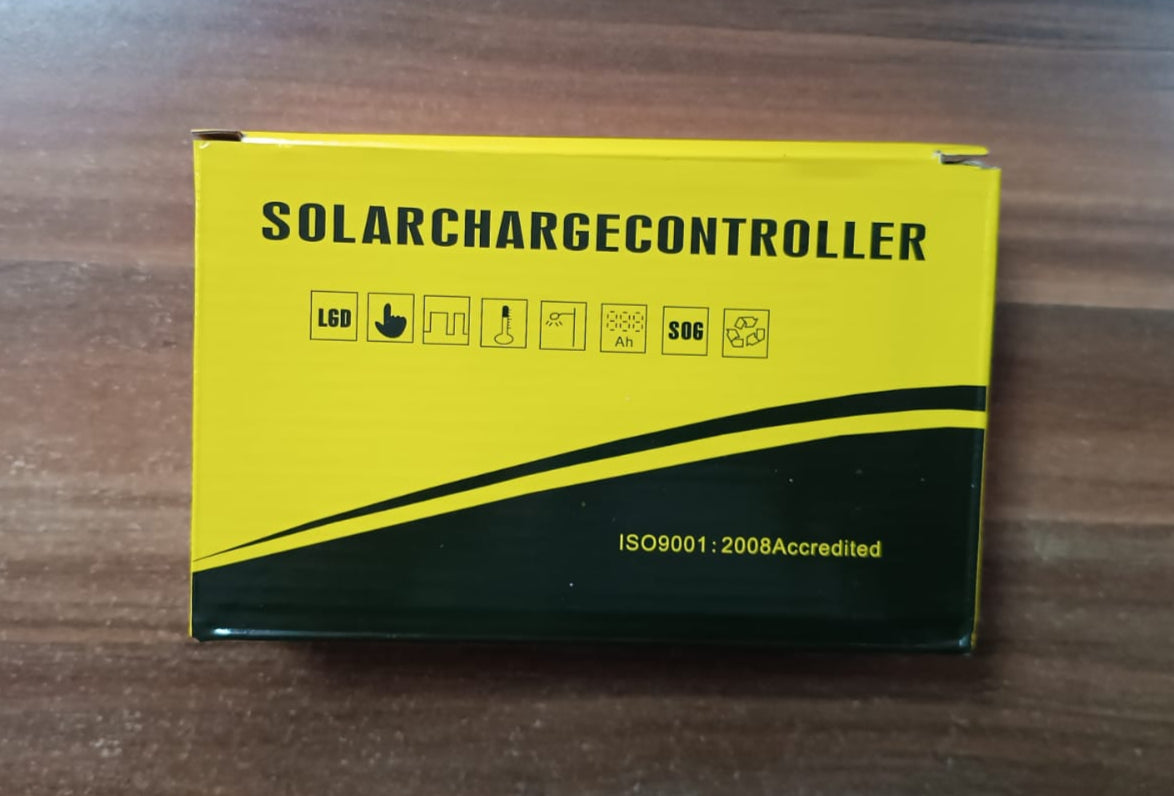 SOLARCHARGECONTROLLER
LGD
Ah
SOG
ISO9001:2008Accredited